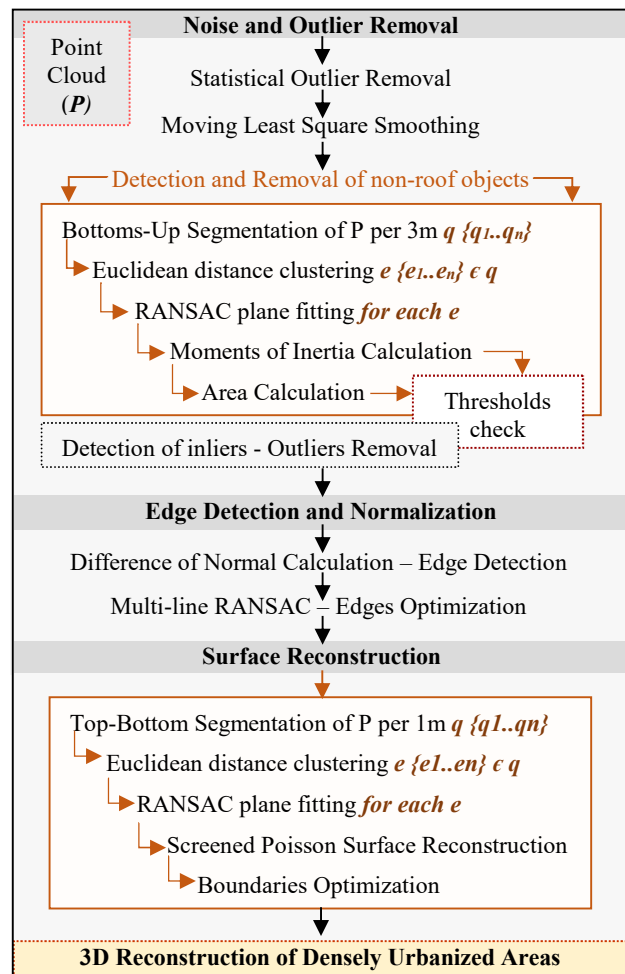 Noise and Outlier Removal
Point
Cloud
(P)
Statistical Outlier Removal
Moving Least Square Smoothing
Detection and Removal of non-roof objects
Bottoms-Up Segmentation of P per 3m q {q1..qn}
Euclidean distance clustering e {e1..en} ϵ q
RANSAC plane fitting for each e
Moments of Inertia Calculation
Area Calculation
Thresholds
check
Detection of inliers - Outliers Removal
Edge Detection and Normalization
Difference of Normal Calculation – Edge Detection
Multi-line RANSAC – Edges Optimization
Surface Reconstruction
Top-Bottom Segmentation of P per 1m q {q1..qn}
Euclidean distance clustering e {e1..en} ϵ q
RANSAC plane fitting for each e
Screened Poisson Surface Reconstruction
Boundaries Optimization
3D Reconstruction of Densely Urbanized Areas